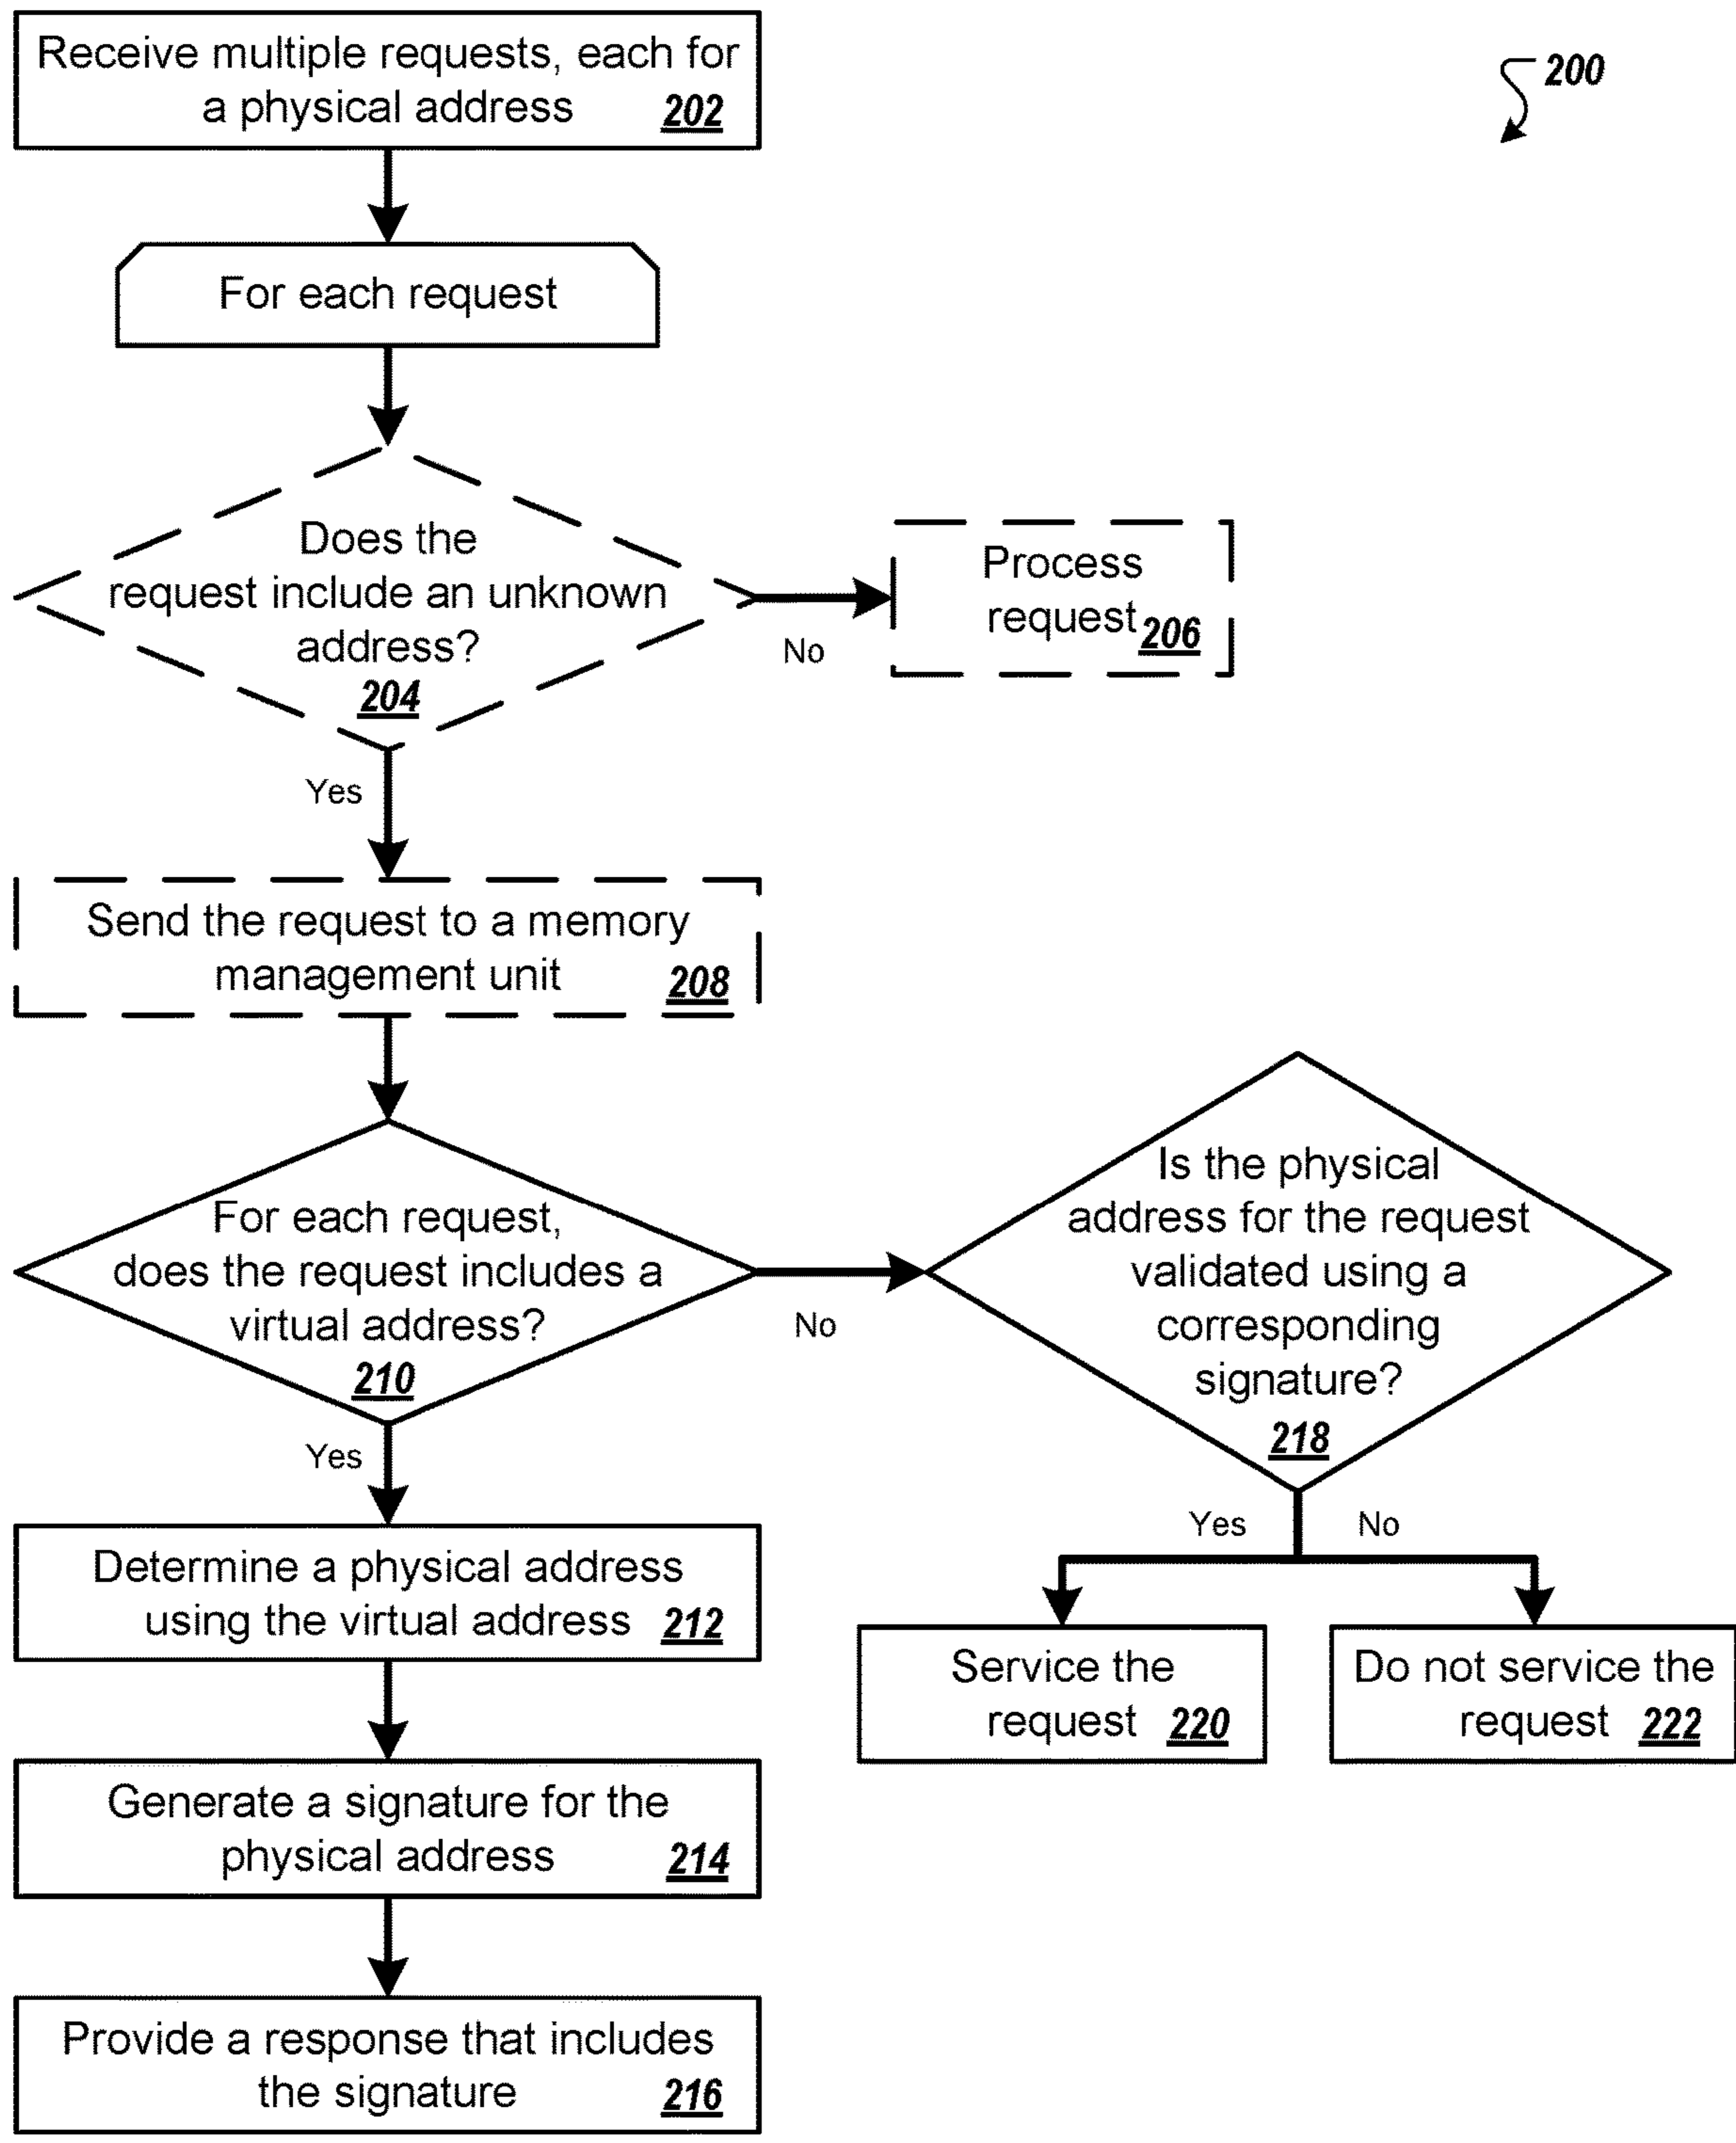 Receive multiple requests, each for
a physical address 202
200
For each request
Does the
request include an unknown
address?
204
No
Process
request 206
Yes
Send the request to a memory
management unit 208
For each request,
does the request includes a
virtual address?
210
No
Is the physical
address for the request
validated using a
corresponding
signature?
218
Yes
Yes No
Determine a physical address
using the virtual address 212
Service the
request 220
Do not service the
request 222
Generate a signature for the
physical address 214
Provide a response that includes
the signature 216